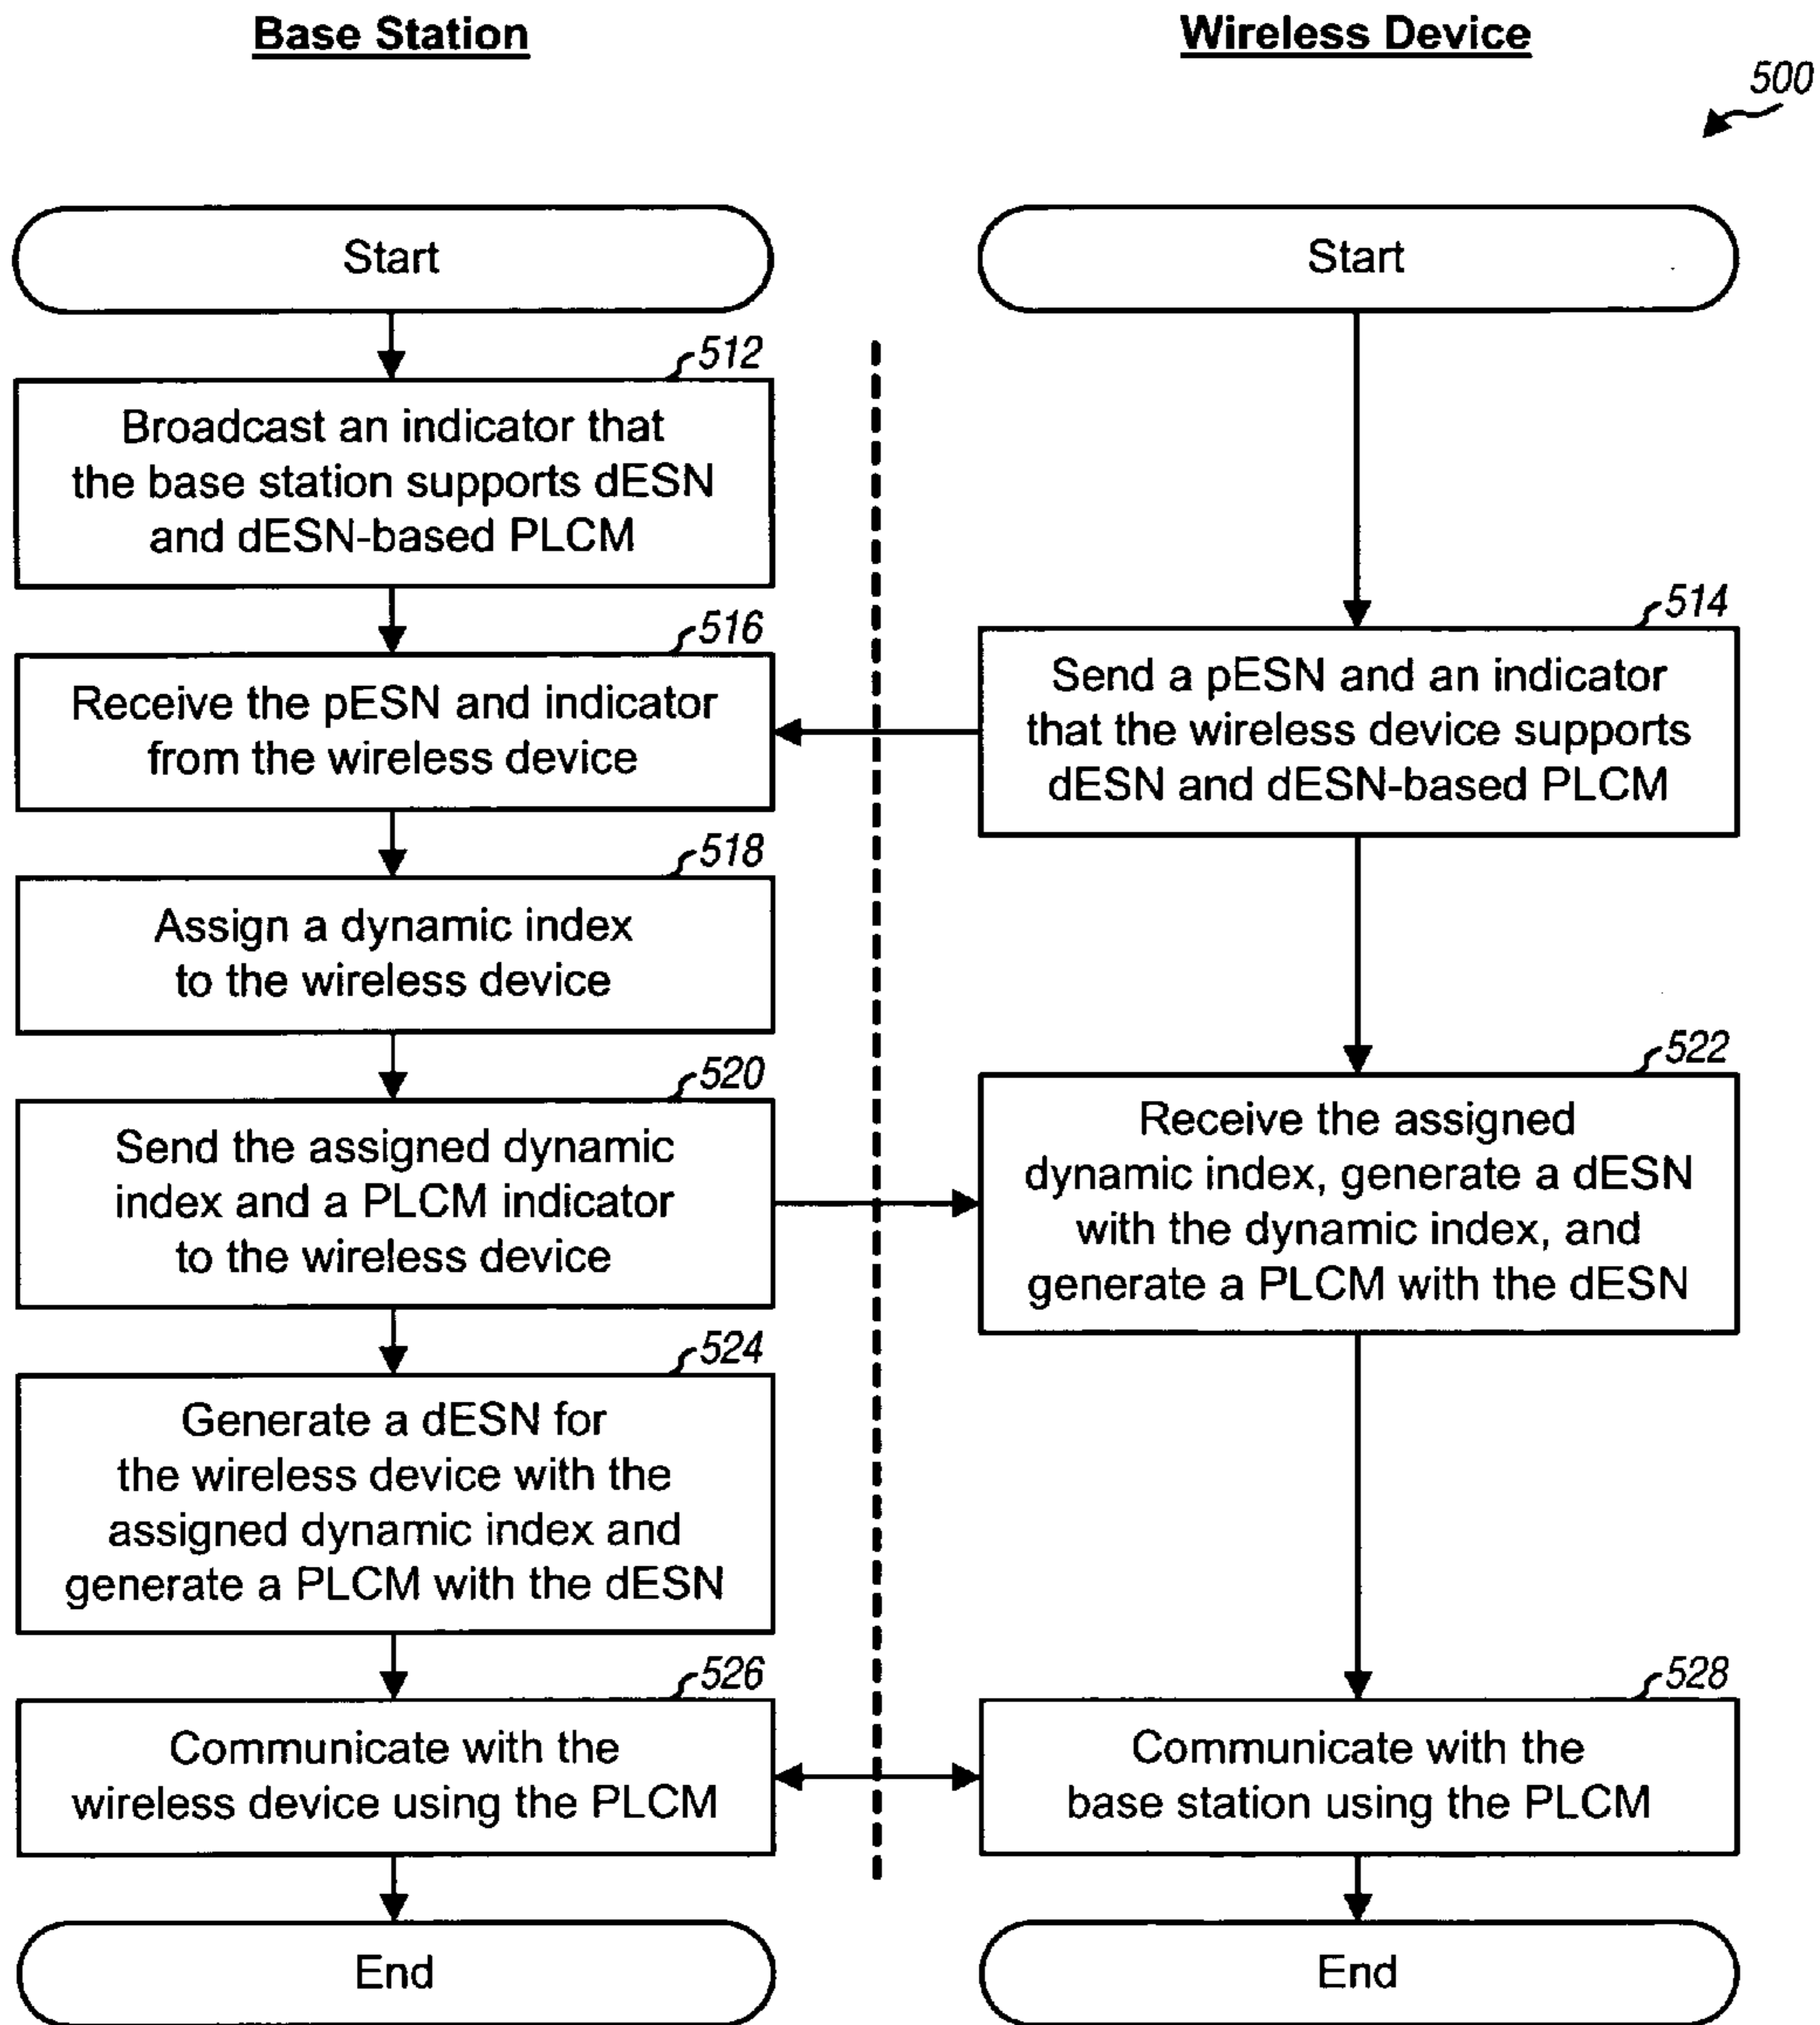 Base Station
Wireless Device
500
Start
Start
512
Broadcast an indicator that
the base station supports dESN
and dESN-based PLCM
514
Send a pESN and an indicator
that the wireless device supports
dESN and dESN-based PLCM
516
Receive the pESN and indicator
from the wireless device
518
Assign a dynamic index
to the wireless device
520
Send the assigned dynamic
index and a PLCM indicator
to the wireless device
522
Receive the assigned
dynamic index, generate a dESN
with the dynamic index, and
generate a PLCM with the dESN
524
Generate a dESN for
the wireless device with the
assigned dynamic index and
generate a PLCM with the dESN
526
Communicate with the
wireless device using the PLCM
528
Communicate with the
base station using the PLCM
End
End